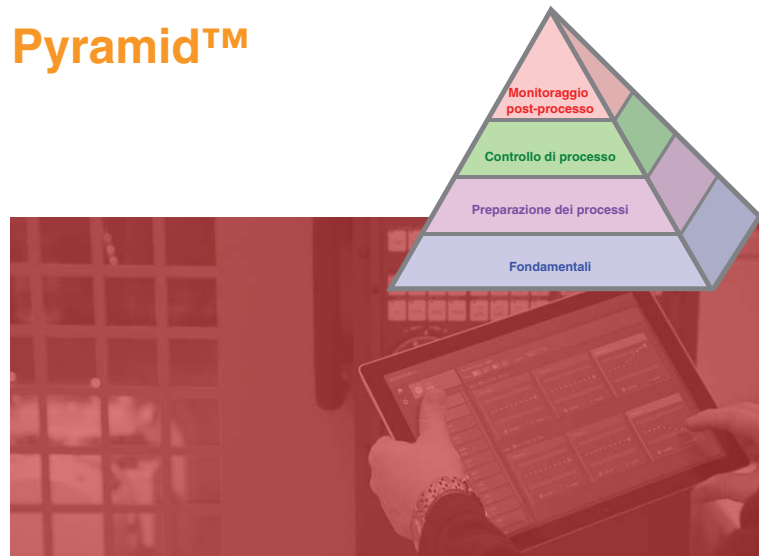 Pyramid™
Monitoraggio
post-processo
Controllo di processo
Preparazione dei processi
Fondamentali